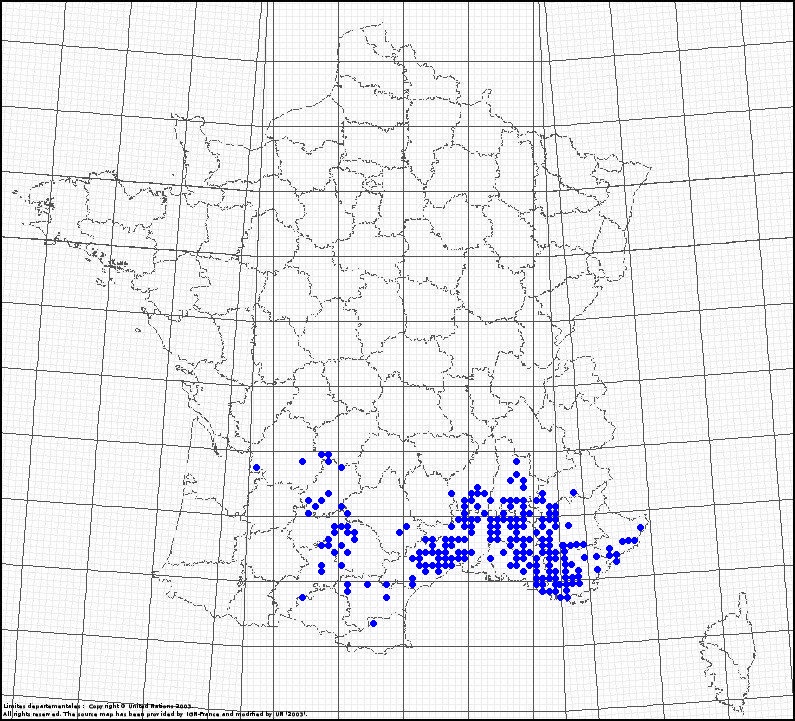 Limites departementales : Copyright © United Nations 2003
All rights reserved. The source map has been provided by IGN-France and modified by UN (2003).